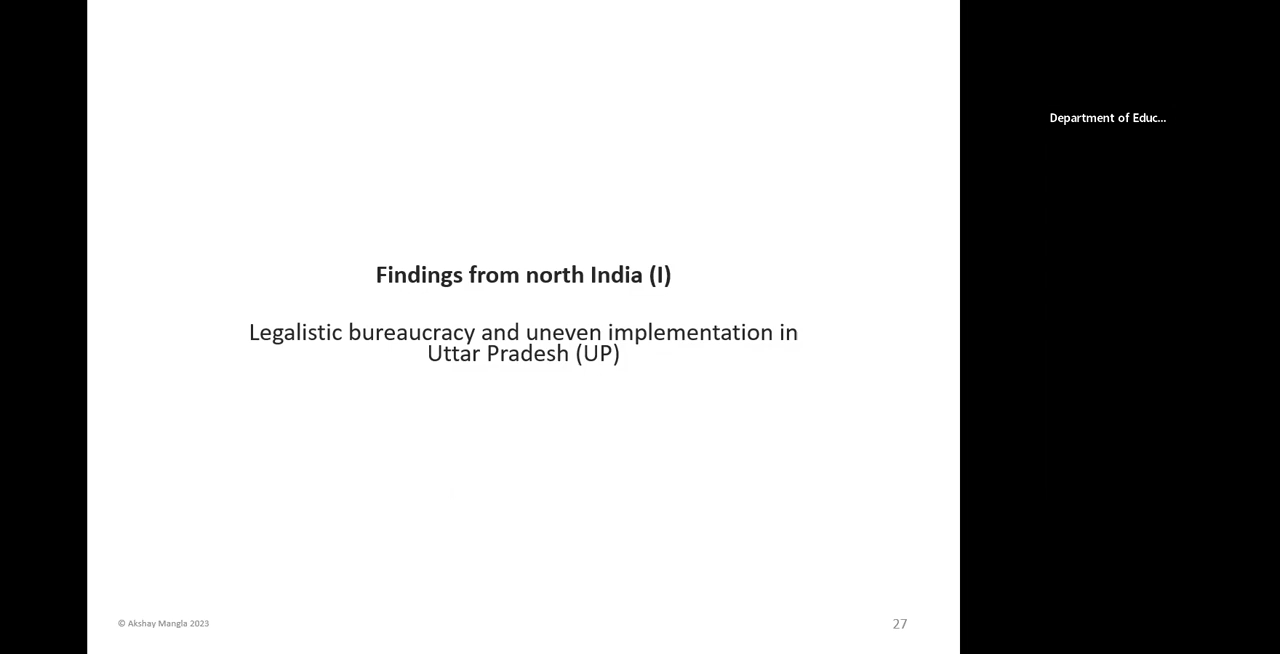 Findings from north India (I)
Legalistic bureaucracy and uneven implementation in
Uttar Pradesh (UP)
© Akshay Mangla 2023
27
Department of Educ...